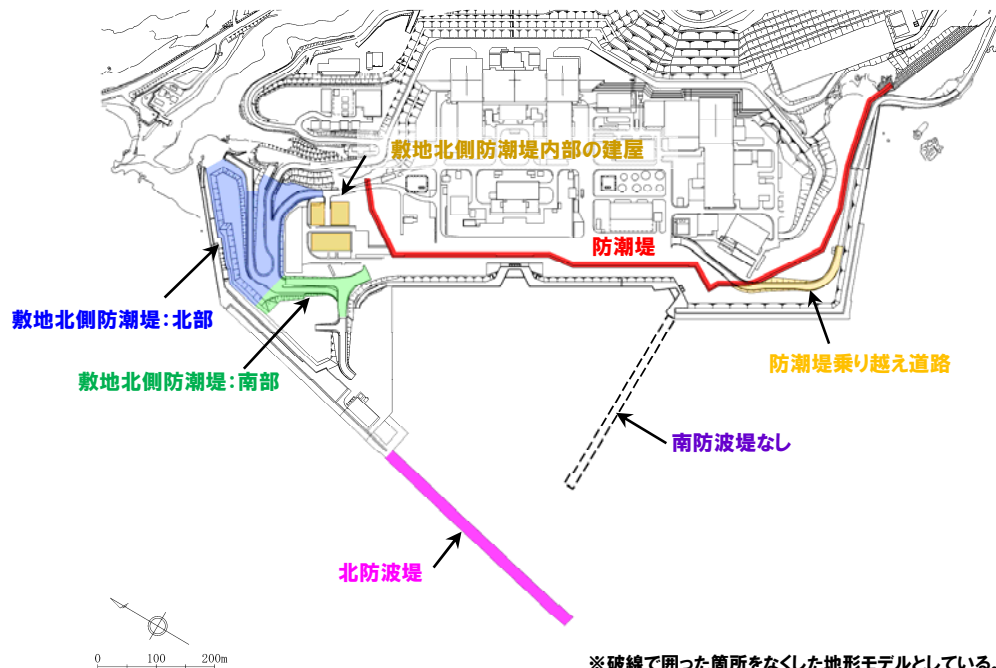 敷地北側防潮堤内部の建屋
防潮堤
敷地北側防潮堤：北部
防潮堤乗り越え道路
敷地北側防潮堤：南部
南防波堤なし
北防波堤
0 100 200m
※破線で囲った箇所をなくした地形モデルとしている。